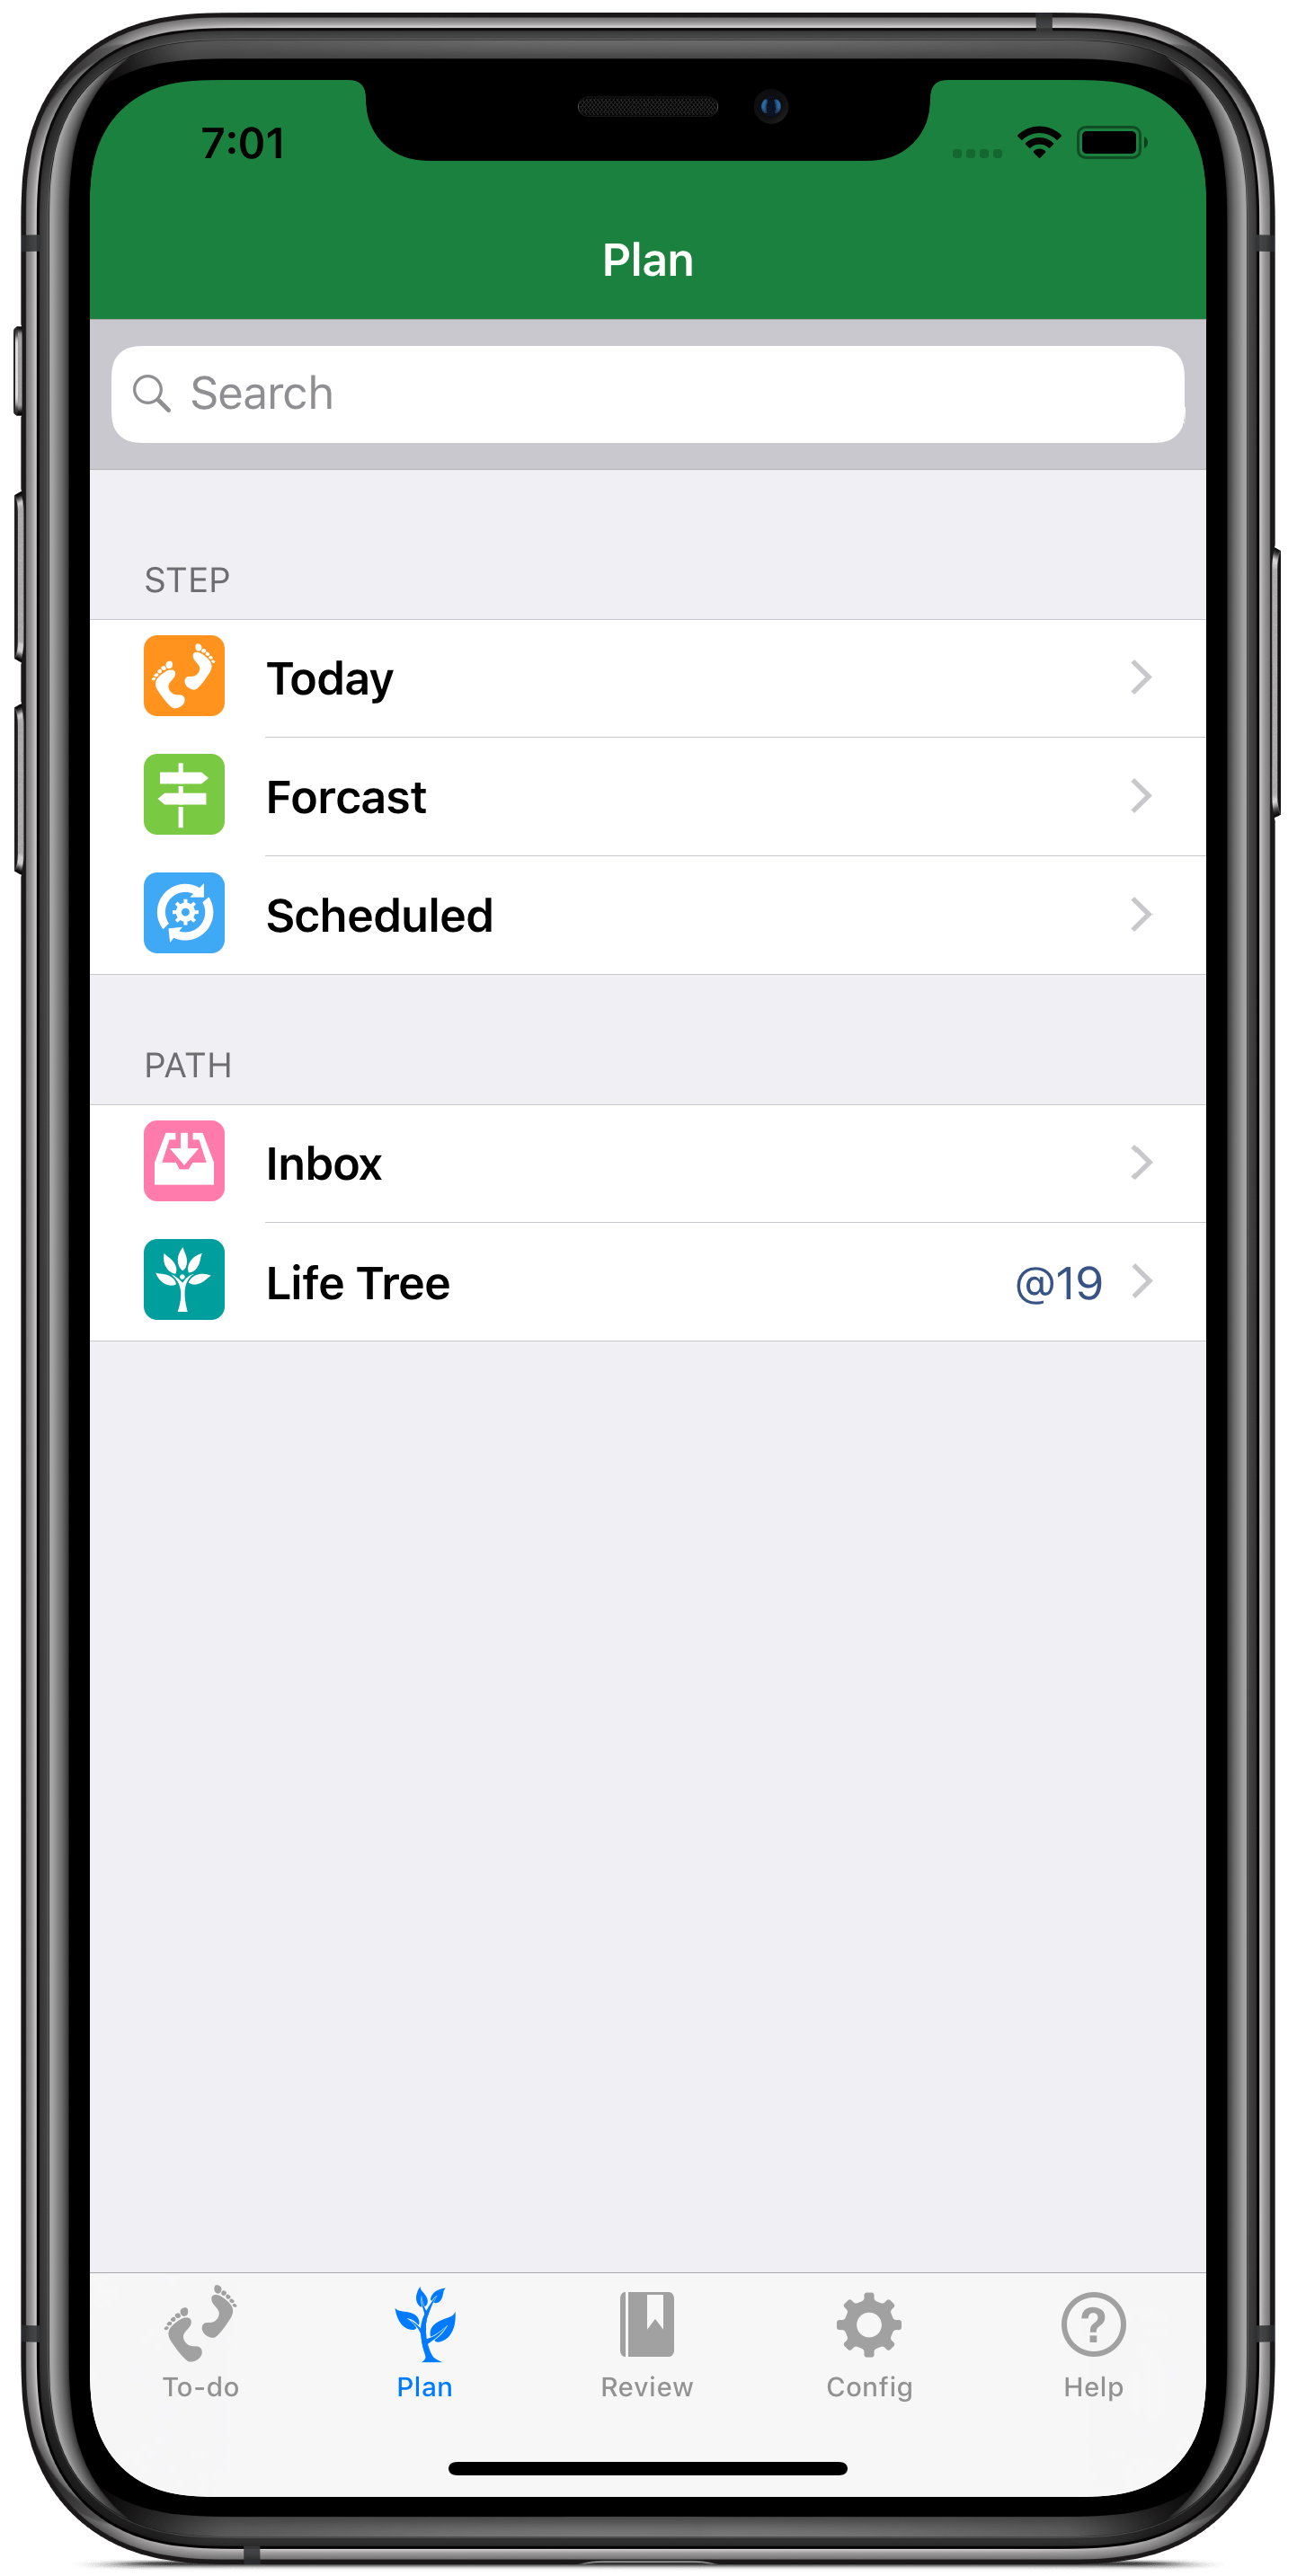 7:01
Plan
Search
STEP
Today
Forcast
Scheduled
PATH
Inbox
Life Tree @19
To-do Plan Review Config Help